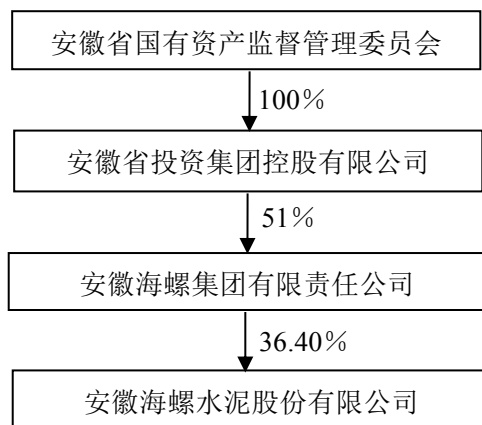 安徽省国有资产监督管理委员会
100％
安徽省投资集团控股有限公司
51％
安徽海螺集团有限责任公司
36.40％
安徽海螺水泥股份有限公司